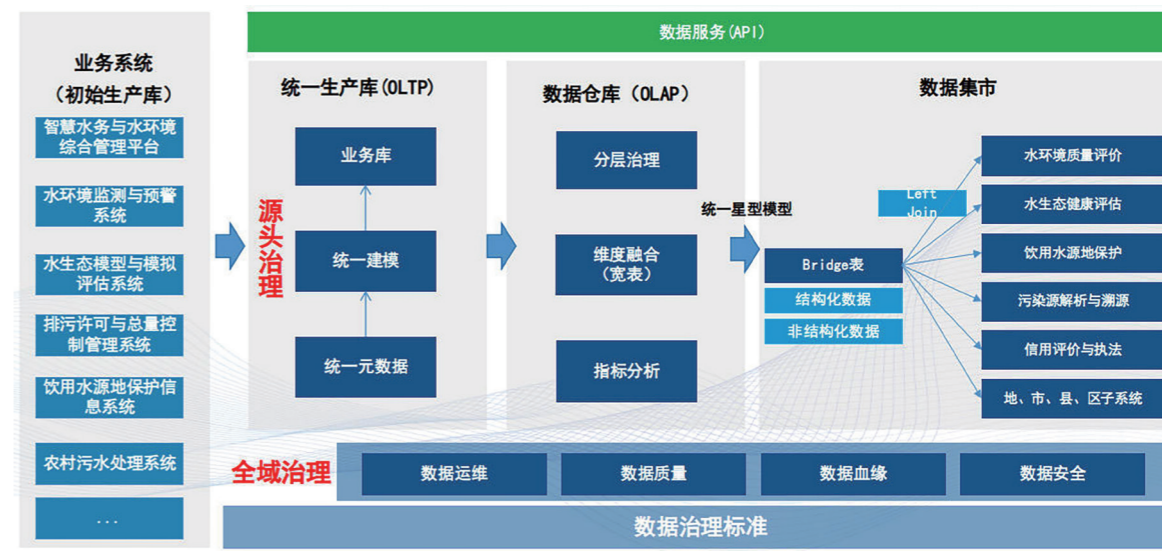 数据服务(API)
业务系统
（初始生产库）
智慧水务与水环境
综合管理平台
水环境监测与预警
系统
水生态模型与模拟
评估系统
排污许可与总量控
制管理系统
饮用水源地保护信
息系统
农村污水处理系统
...
源头治理
统一生产库(OLTP)
业务库
统一建模
统一元数据
数据仓库（OLAP）
分层治理
维度融合
（宽表）
指标分析
统一星型模型
数据集市
Left
Join
Bridge表
结构化数据
非结构化数据
水环境质量评价
水生态健康评估
饮用水源地保护
污染源解析与溯源
信用评价与执法
地、市、县、区子系统
全域治理
数据运维
数据质量
数据血缘
数据安全
数据治理标准